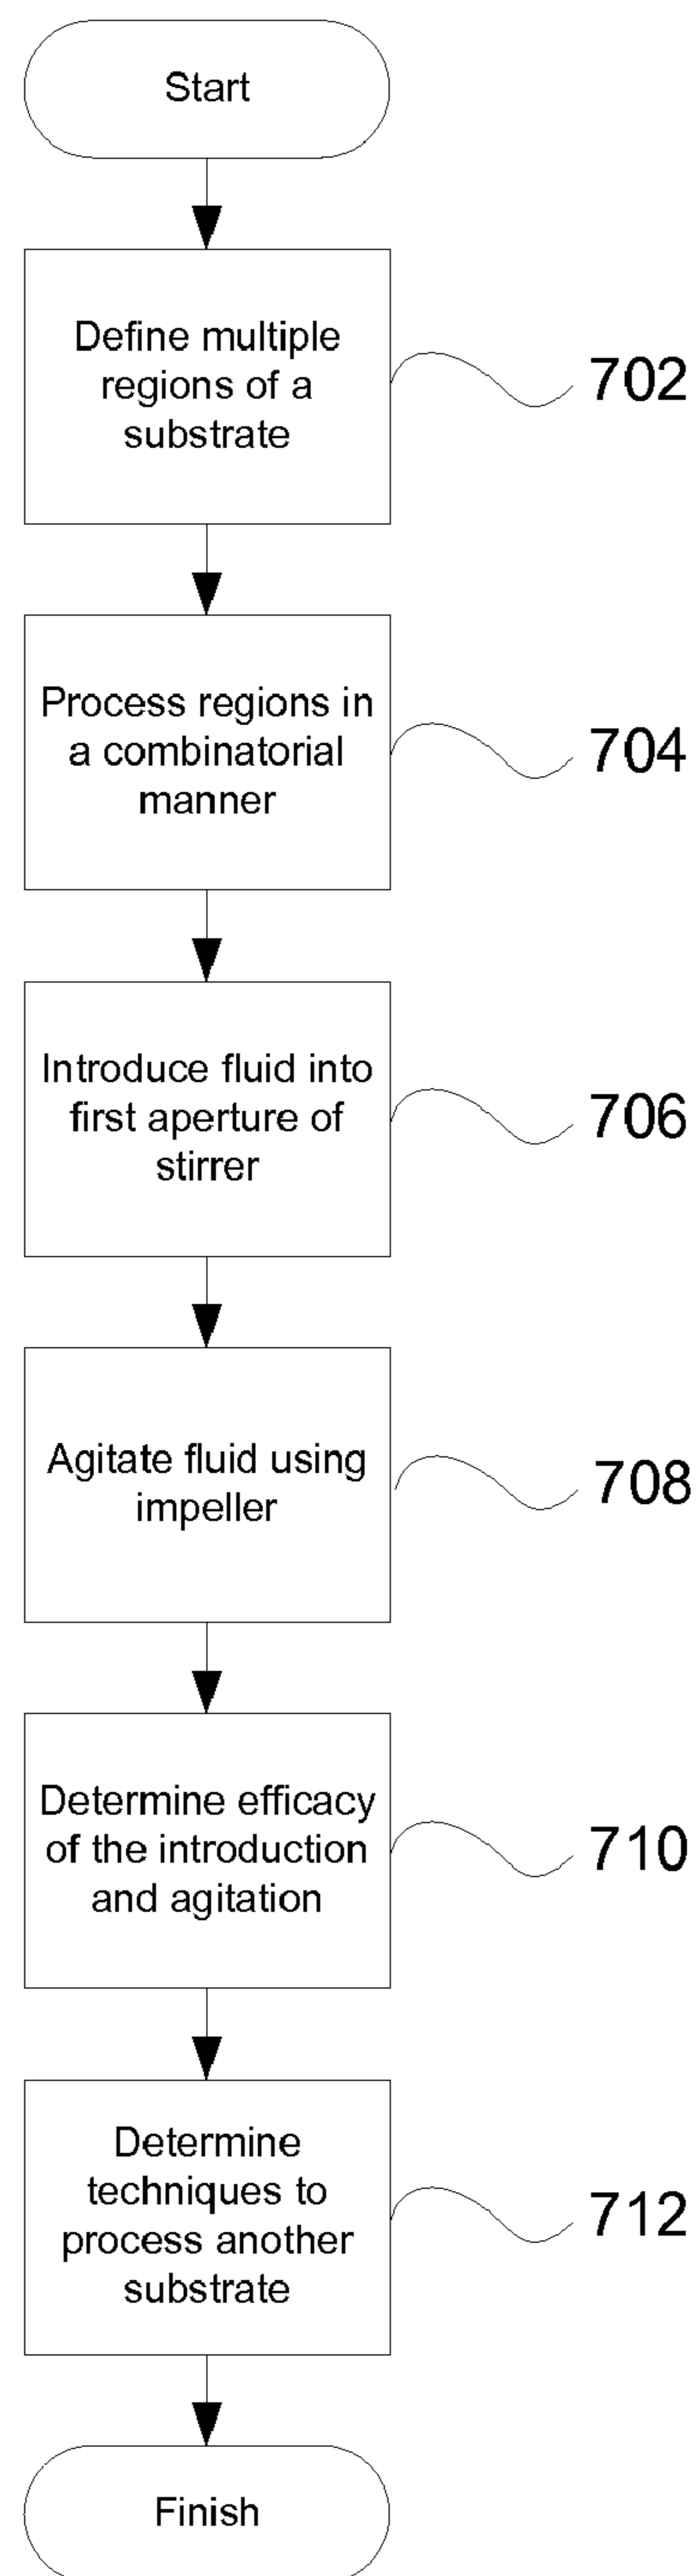 Start
Define multiple
regions of a
substrate
702
Process regions in
a combinatorial
manner
704
Introduce fluid into
first aperture of
stirrer
706
Agitate fluid using
impeller
708
Determine efficacy
of the introduction
and agitation
710
Determine
techniques to
process another
substrate
712
Finish